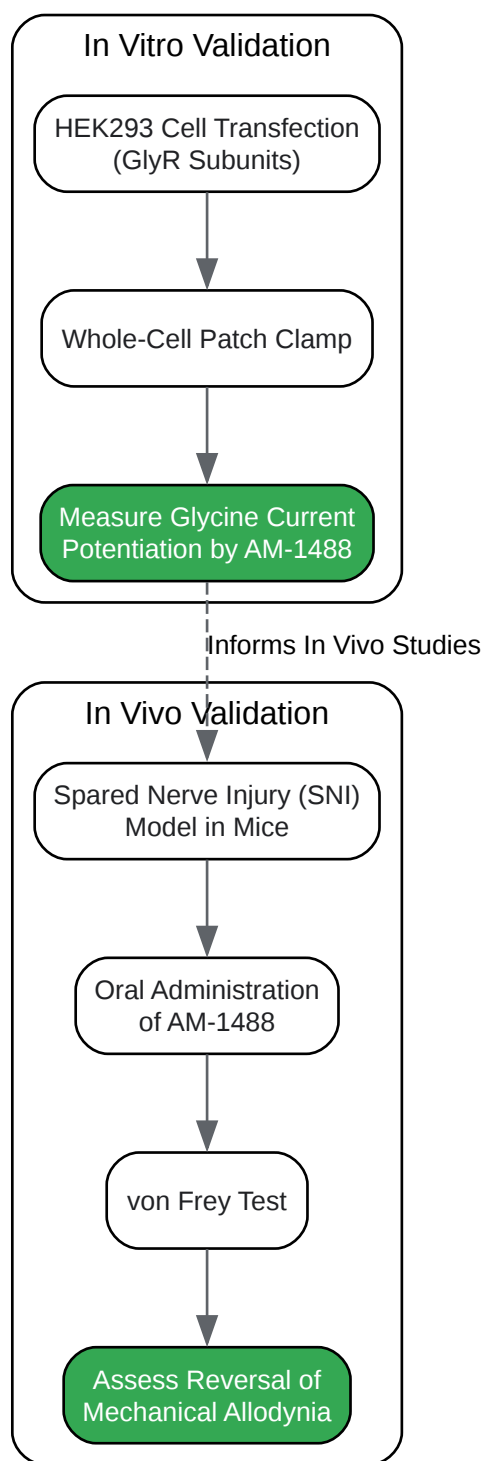 In Vitro Validation
HEK293 Cell Transfection
(GlyR Subunits)
Whole-Cell Patch Clamp
Measure Glycine Current
Potentiation by AM-1488
Informs In Vivo Studies
In Vivo Validation
Spared Nerve Injury (SNI)
Model in Mice
Oral Administration
of AM-1488
von Frey Test
Assess Reversal of
Mechanical Allodynia